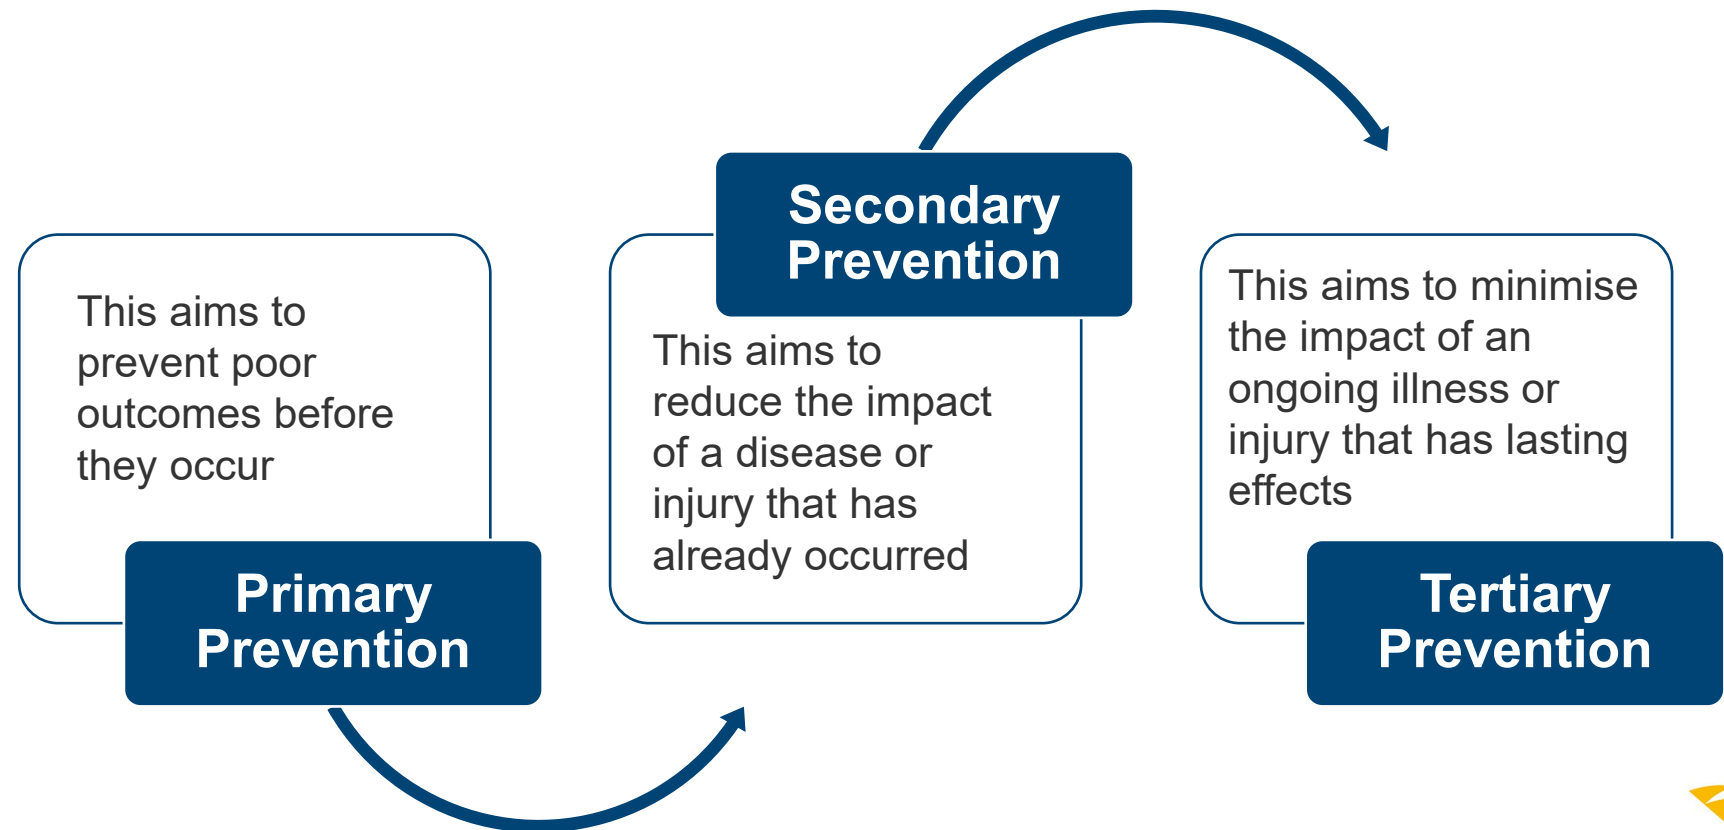 This aims to
prevent poor
outcomes before
they occur
Primary
Prevention
Secondary
Prevention
This aims to
reduce the impact
of a disease or
injury that has
already occurred
This aims to minimise
the impact of an
ongoing illness or
injury that has lasting
effects
Tertiary
Prevention